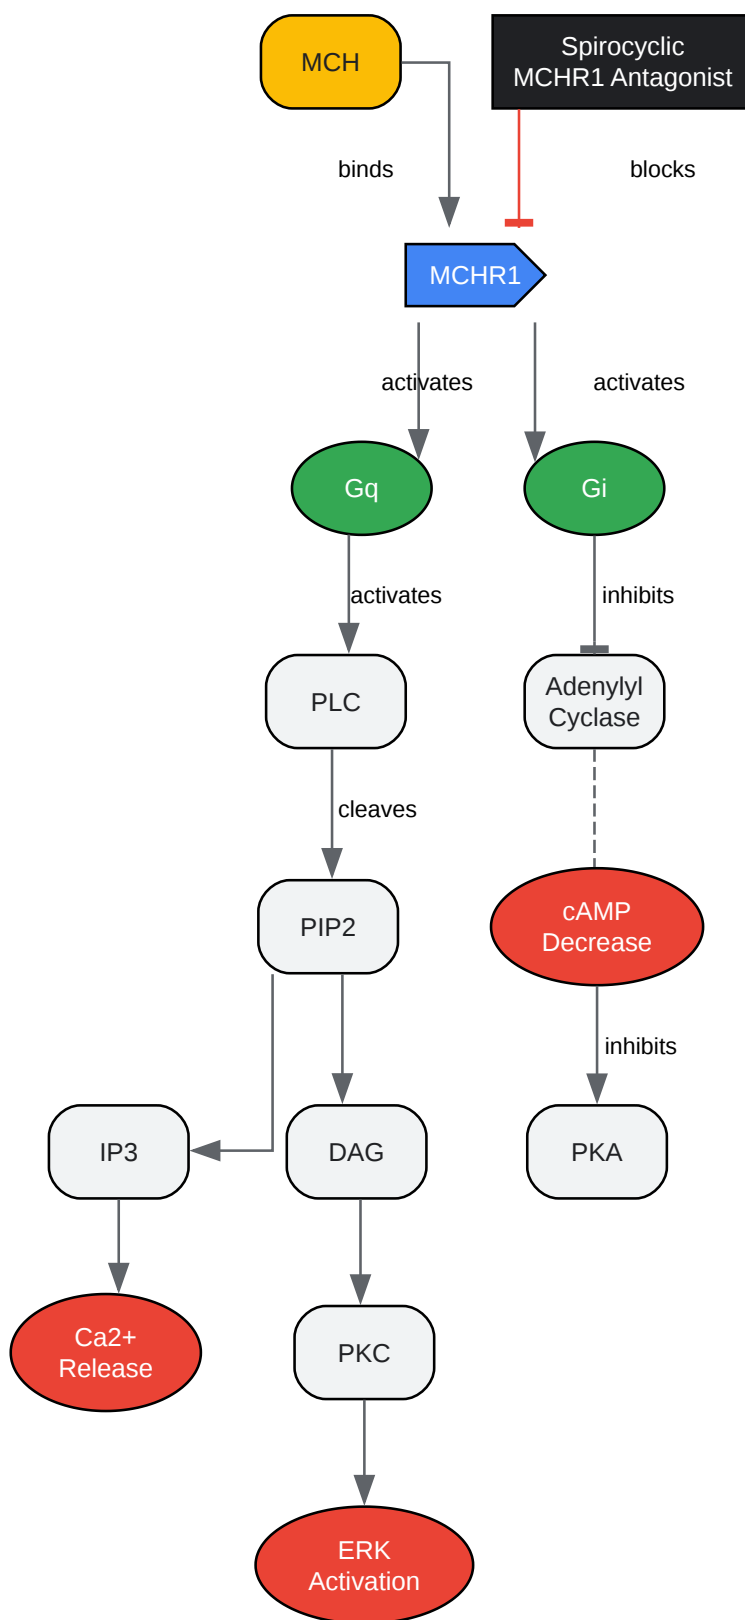 MCH
Spirocyclic
MCHR1 Antagonist
binds
blocks
MCHR1
activates
activates
Gq
Gi
activates
inhibits
PLC
Adenylyl
Cyclase
cleaves
PIP2
cAMP
Decrease
inhibits
IP3
DAG
PKA
Ca2+
Release
PKC
ERK
Activation